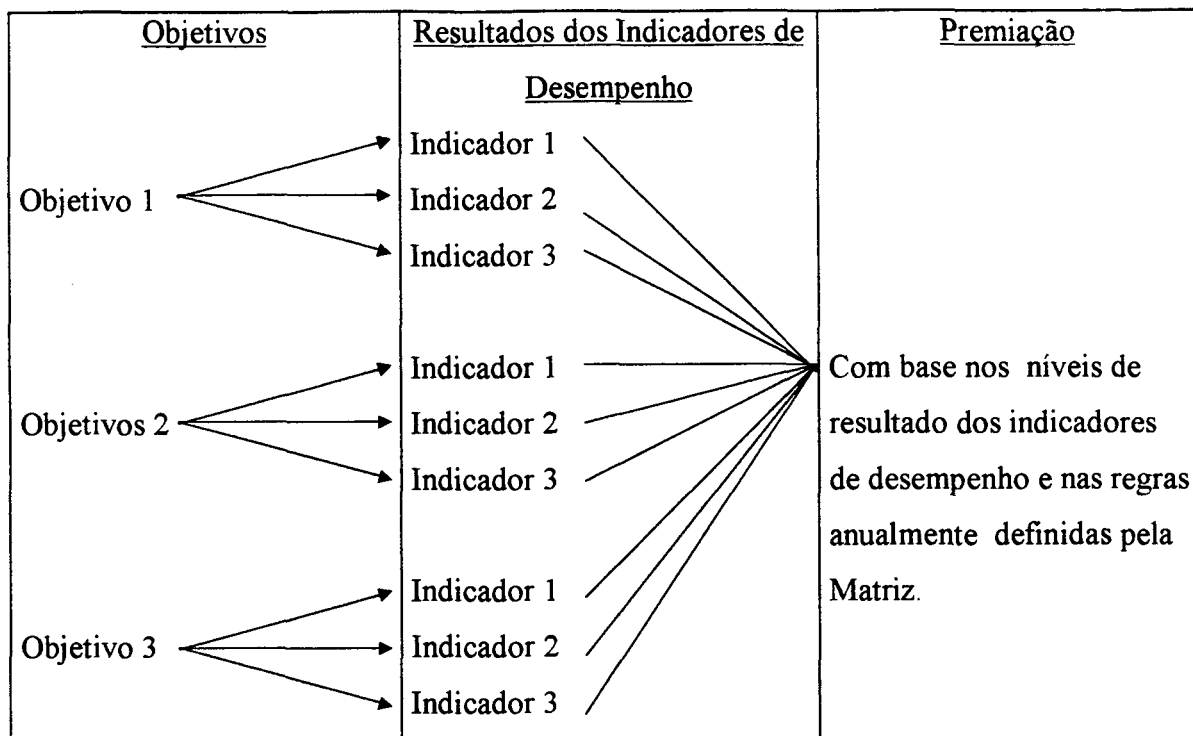 Objetivos
Resultados dos Indicadores de
Desempenho
Premiação
Objetivo 1
Indicador 1
Indicador 2
Indicador 3
Objetivos 2
Indicador 1
Indicador 2
Indicador 3
Objetivo 3
Indicador 1
Indicador 2
Indicador 3
Com base nos níveis de
resultado dos indicadores
de desempenho e nas regras
anualmente definidas pela
Matriz.